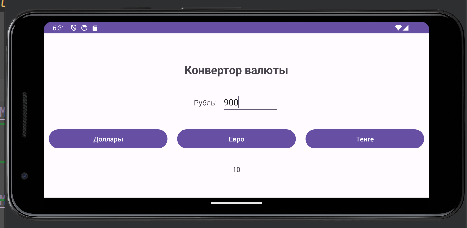 Конвертор валюты
Рубль 900
Доллары Евро Тенге
10